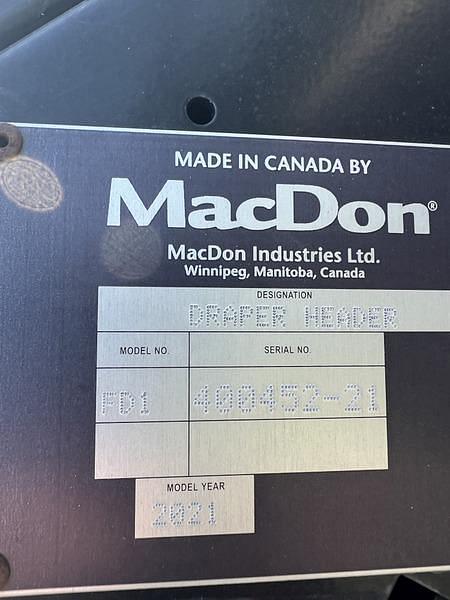 MADE IN CANADA BY
MacDon®
MacDon Industries Ltd.
Winnipeg, Manitoba, Canada
DESIGNATION
DRAPER HEADER
MODEL NO. SERIAL NO.
FD1 400452-21
MODEL YEAR
2021